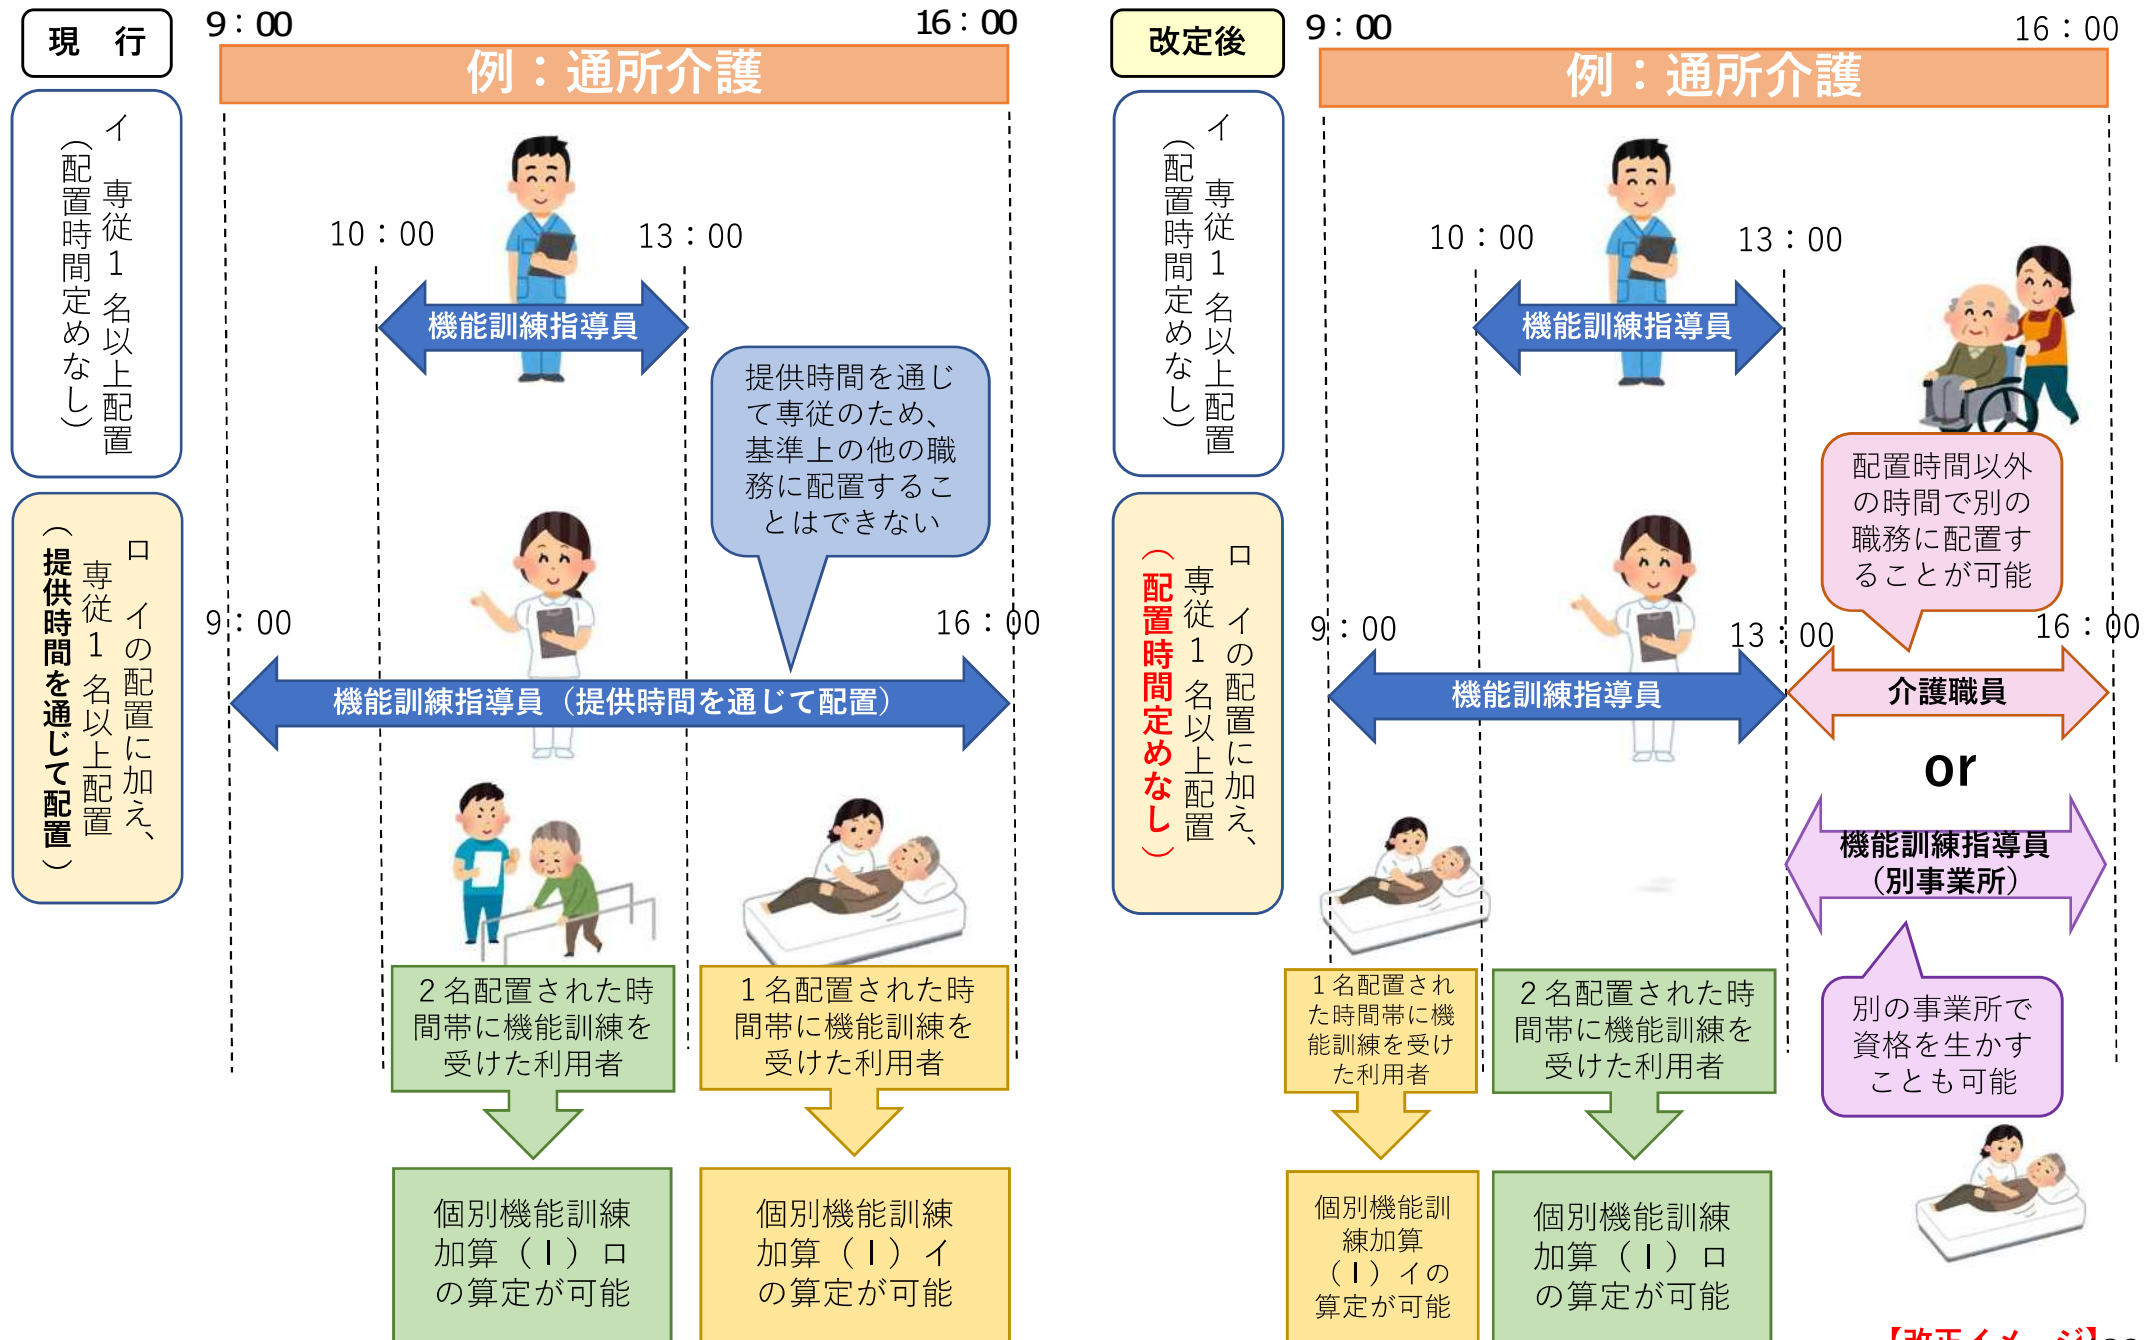 現　行
9：00
16：00
例：通所介護
イ　専従１名以上配置
（配置時間定めなし）
10：00
13：00
機能訓練指導員
提供時間を通じ
て専従のため、
基準上の他の職
務に配置するこ
とはできない
ロ　イの配置に加え、
専従１名以上配置
（提供時間を通じて配置）
9：00
16：00
機能訓練指導員（提供時間を通じて配置）
２名配置された時
間帯に機能訓練を
受けた利用者
１名配置された時
間帯に機能訓練を
受けた利用者
個別機能訓練
加算（Ⅰ）ロ
の算定が可能
個別機能訓練
加算（Ⅰ）イ
の算定が可能
改定後
9：00
16：00
例：通所介護
イ　専従１名以上配置
（配置時間定めなし）
10：00
13：00
機能訓練指導員
配置時間以外
の時間で別の
職務に配置す
ることが可能
ロ　イの配置に加え、
専従１名以上配置
（配置時間定めなし）
9：00
13：00
16：00
機能訓練指導員
介護職員
or
機能訓練指導員
（別事業所）
別の事業所で
資格を生かす
ことも可能
１名配置され
た時間帯に機
能訓練を受け
た利用者
２名配置された時
間帯に機能訓練を
受けた利用者
個別機能訓
練加算
（Ⅰ）イの
算定が可能
個別機能訓練
加算（Ⅰ）ロ
の算定が可能
【改正イメージ】